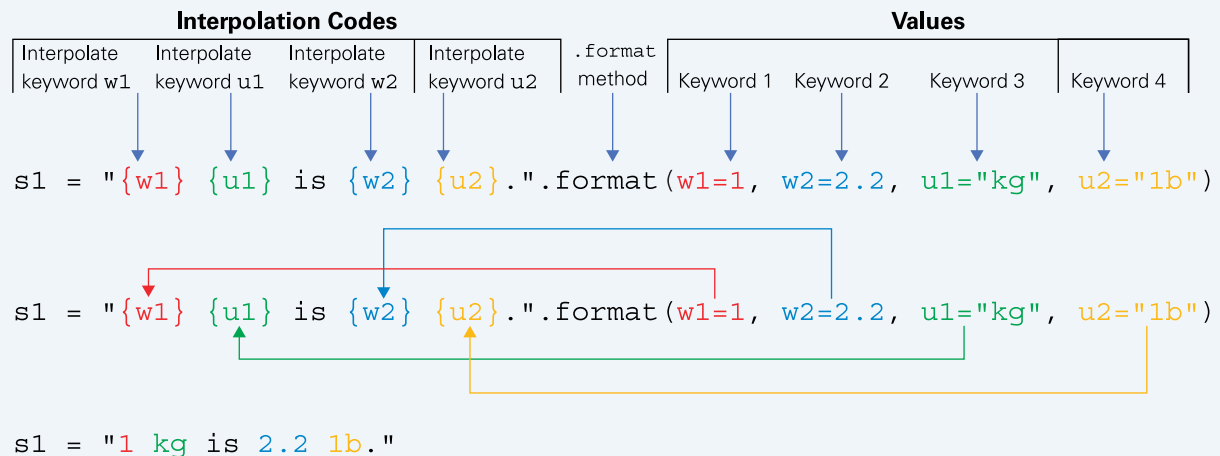 Interpolation Codes Values
Interpolate Interpolate Interpolate Interpolate .format
keyword w1 keyword u1 keyword w2 keyword u2 method Keyword 1 Keyword 2 Keyword 3 Keyword 4
s1 = "{w1} {u1} is {w2} {u2}.".format(w1=1, w2=2.2, u1="kg", u2="1b")
s1 = "{w1} {u1} is {w2} {u2}.".format(w1=1, w2=2.2, u1="kg", u2="1b")
s1 = "1 kg is 2.2 1b."